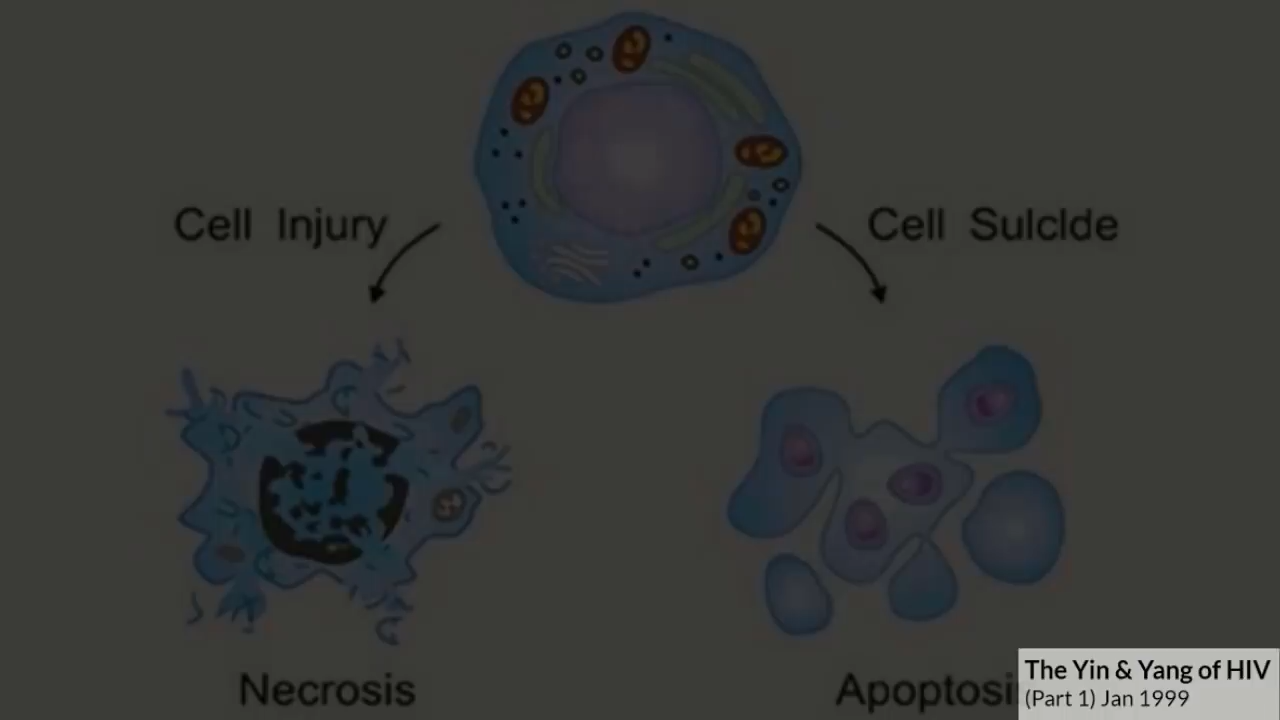 Cell Injury
Cell Sulclde
Necrosis
Apoptosi
The Yin & Yang of HIV
(Part 1) Jan 1999